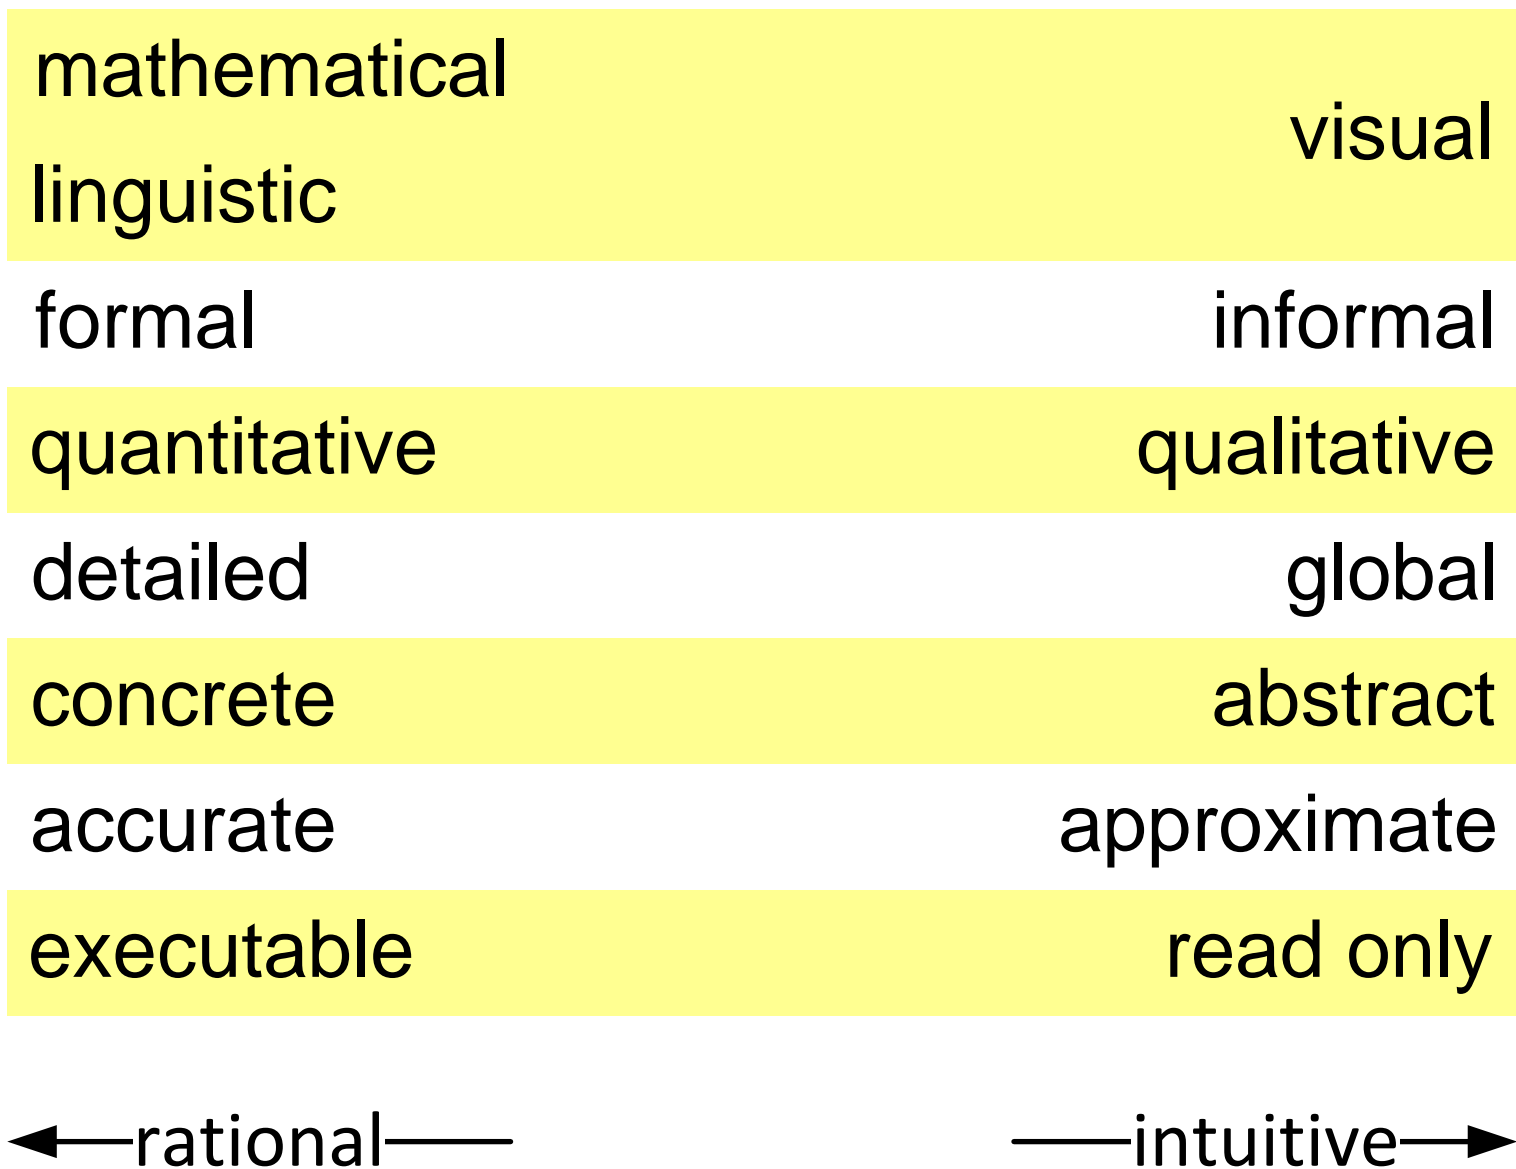 mathematical
visual
linguistic
formal informal
quantitative qualitative
detailed global
concrete abstract
accurate approximate
executable read only
rational intuitive